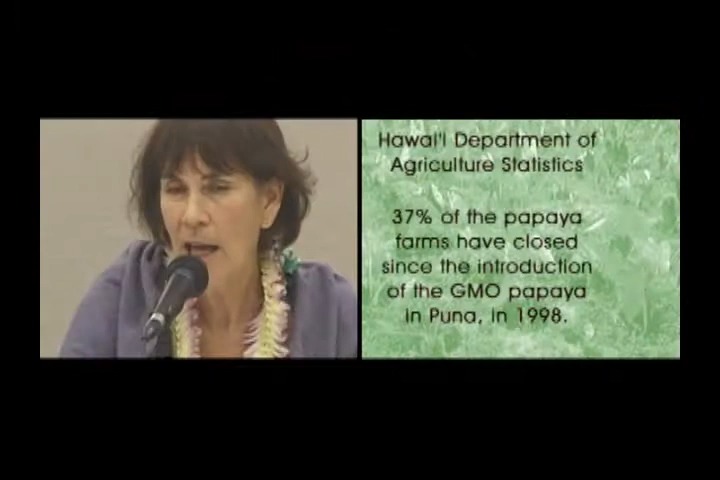 Hawai'i Department of
Agriculture Statistics
37% of the papaya
farms have closed
since the introduction
of the GMO papaya
in Puna, in 1998.